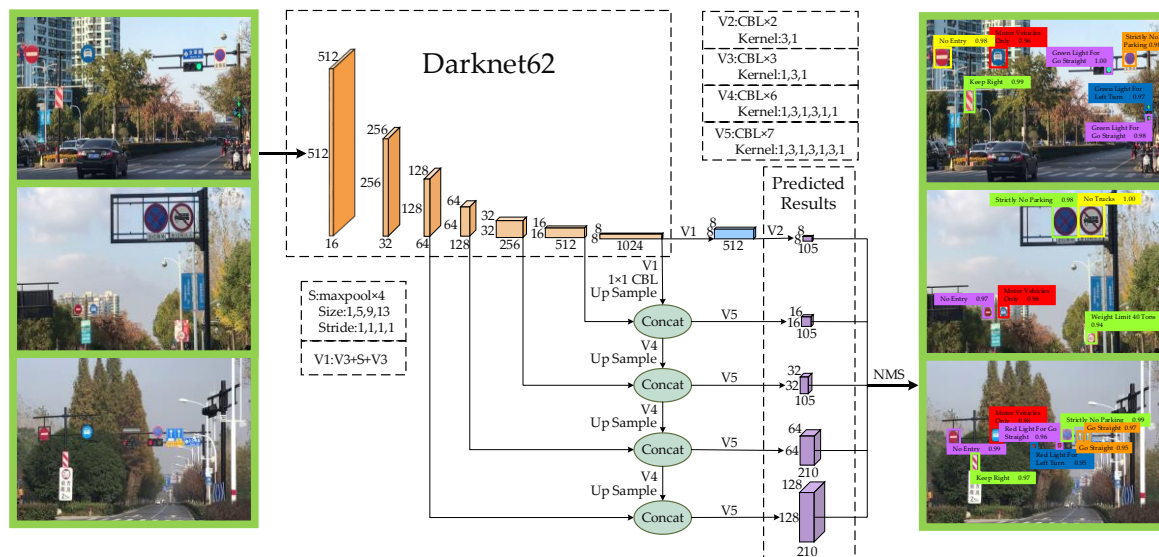 Darknet62
512
512
16
256
256
32
128
128
64
64
64
128
32
32
256
16
16
512
8
8
1024
V1
8
8
512
V2
V2:CBL×2
Kernel:3,1
V3:CBL×3
Kernel:1,3,1
V4:CBL×6
Kernel:1,3,1,3,1,1
V5:CBL×7
Kernel:1,3,1,3,1,3,1
S:maxpool×4
Size:1,5,9,13
Stride:1,1,1,1
V1:V3+S+V3
V1
1×1 CBL
Up Sample
Concat
V5
V4
Up Sample
Concat
V5
V4
Up Sample
Concat
V5
V4
Up Sample
Concat
V5
Predicted
Results
8
8
105
16
16
105
32
32
105
64
64
210
128
128
210
NMS
No Entry 0.98
Motor Vehicles
Only 0.96
Strictly No
Green Light For
Go Straight 1.00
Keep Right 0.99
Green Light For
Left Turn 0.97
Green Light For
Go Straight 0.98
Strictly No Parking 0.98
No Trucks 1.00
No Entry 0.97
Motor Vehicles
Only 0.96
Weight Limit 40 Tons
0.94
Motor Vehicles
Strictly No Parking 0.99
Red Light For Go
Straight 0.96
Go Straight 0.97
No Entry 0.99
Go Straight 0.95
Red Light For
Left Turn 0.95
Keep Right 0.97